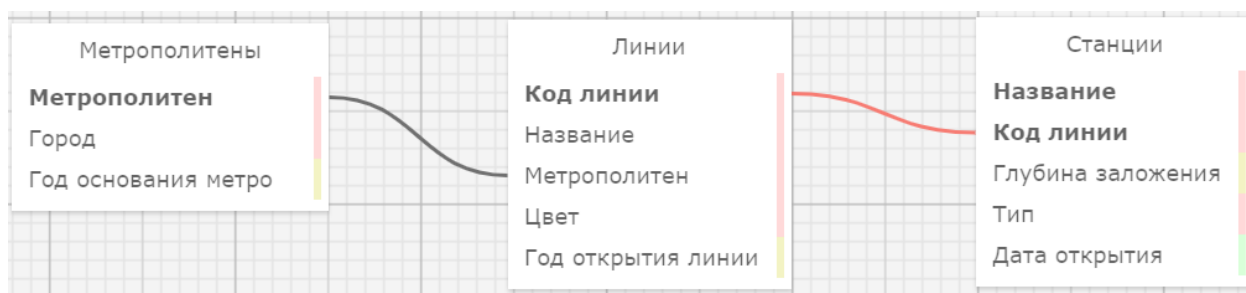 Метрополитены
Метрополитен
Город
Год основания метро
Линии
Код линии
Название
Метрополитен
Цвет
Год открытия линии
Станции
Название
Код линии
Глубина заложения
Тип
Дата открытия